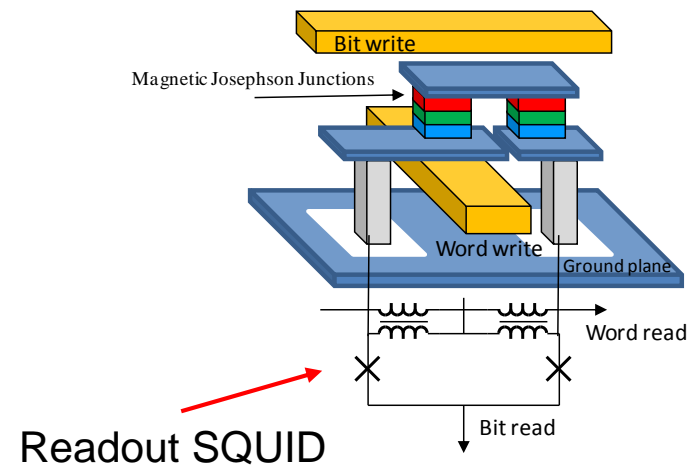 Bit write
Magnetic Josephson Junctions
Word write
Ground plane
Word read
Bit read
Readout SQUID